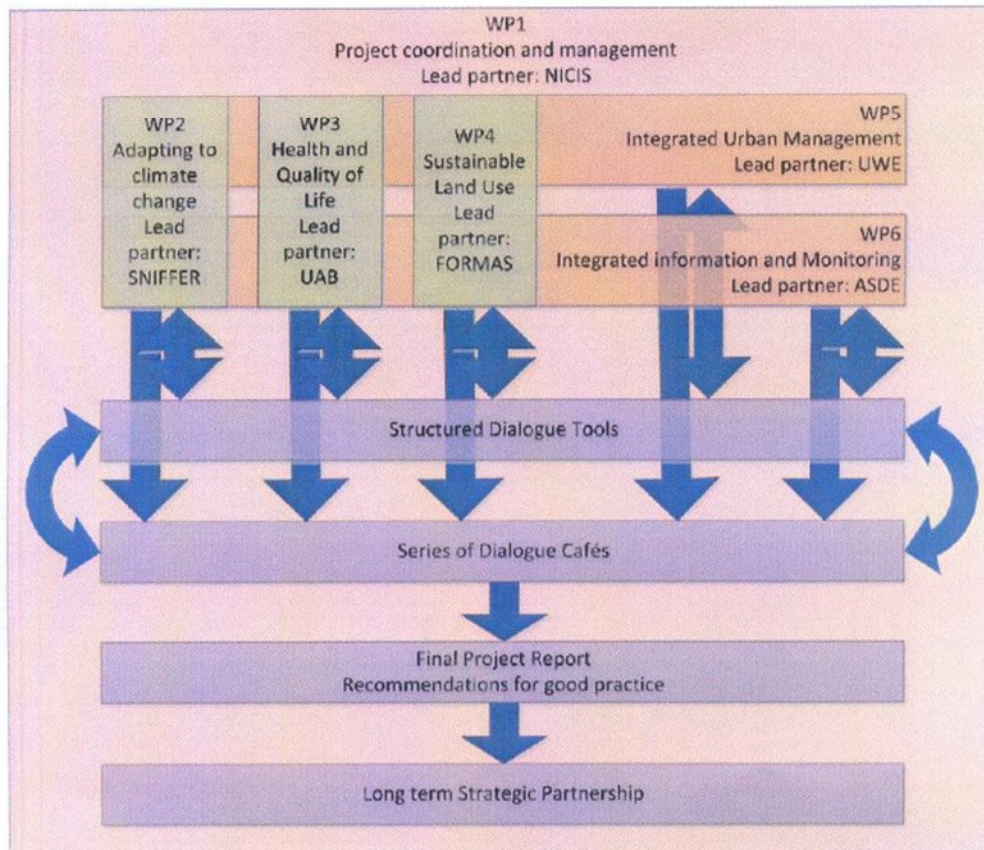 WP1
Project coordination and management
Lead partner: NICIS
WP2
Adapting to
climate
change
Lead
partner:
SNIFFER
WP3
Health and
Quality of
Life
Lead
partner:
UAB
WP4
Sustainable
Land Use
Lead
partner:
FORMAS
WP5
Integrated Urban Management
Lead partner: UWE
WP6
Integrated information and Monitoring
Lead partner: ASDE
Structured Dialogue Tools
Series of Dialogue Cafés
Final Project Report
Recommendations for good practice
Long term Strategic Partnership